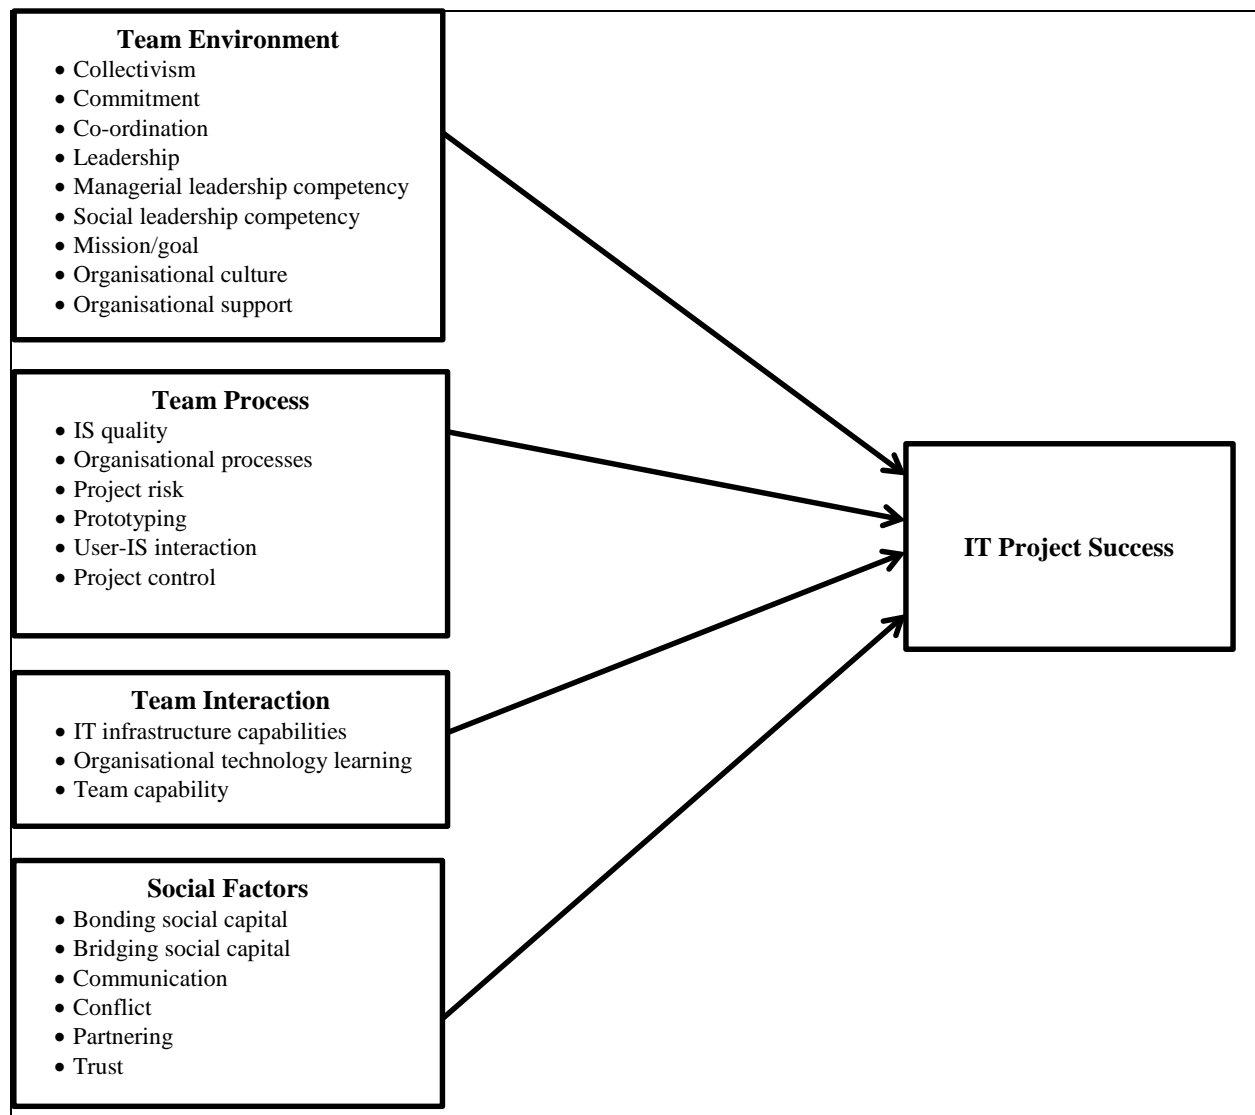 Team Environment
• Collectivism
• Commitment
• Co-ordination
• Leadership
• Managerial leadership competency
• Social leadership competency
• Mission/goal
• Organisational culture
• Organisational support
Team Process
• IS quality
• Organisational processes
• Project risk
• Prototyping
• User-IS interaction
• Project control
Team Interaction
• IT infrastructure capabilities
• Organisational technology learning
• Team capability
Social Factors
• Bonding social capital
• Bridging social capital
• Communication
• Conflict
• Partnering
• Trust
IT Project Success